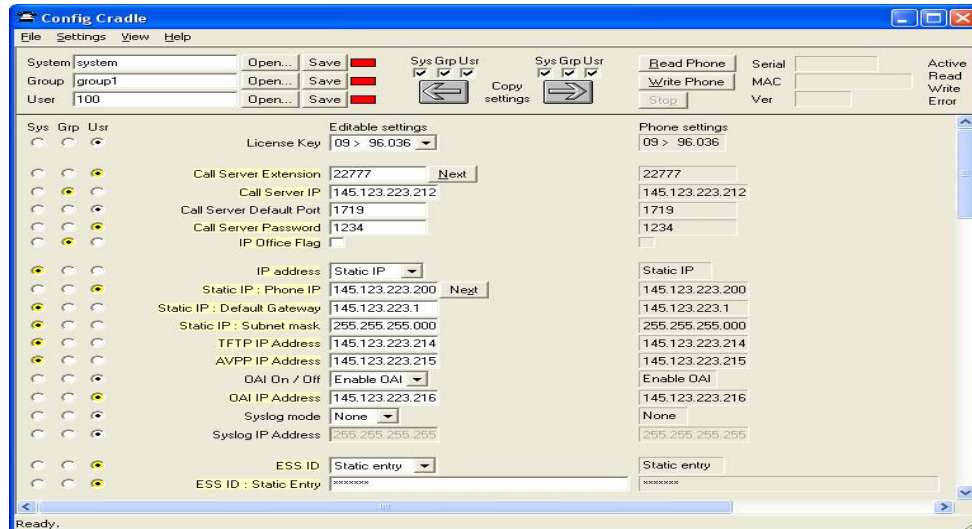 Config Cradle
File Settings View Help
System system Open... Save Sys Grp Usr Sys Grp Usr Read Phone Serial Active
Group group1 Open... Save Copy settings Write Phone MAC Read
User 100 Open... Save Stop Ver Write
Error
Sys Grp Usr Editable settings Phone settings
License Key 09 > 96.036 09 > 96.036
Call Server Extension 22777 Next 22777
Call Server IP 145.123.223.212 145.123.223.212
Call Server Default Port 1719 1719
Call Server Password 1234 1234
IP Office Flag
IP address Static IP Static IP
Static IP : Phone IP 145.123.223.200 Next 145.123.223.200
Static IP : Default Gateway 145.123.223.1 145.123.223.1
Static IP : Subnet mask 255.255.255.000 255.255.255.000
TFTP IP Address 145.123.223.214 145.123.223.214
AVPP IP Address 145.123.223.215 145.123.223.215
OAI On / Off Enable OAI Enable OAI
OAI IP Address 145.123.223.216 145.123.223.216
Syslog mode None None
Syslog IP Address 255.255.255.255 255.255.255.255
ESS ID Static entry Static entry
ESS ID : Static Entry ******* *******
Ready.